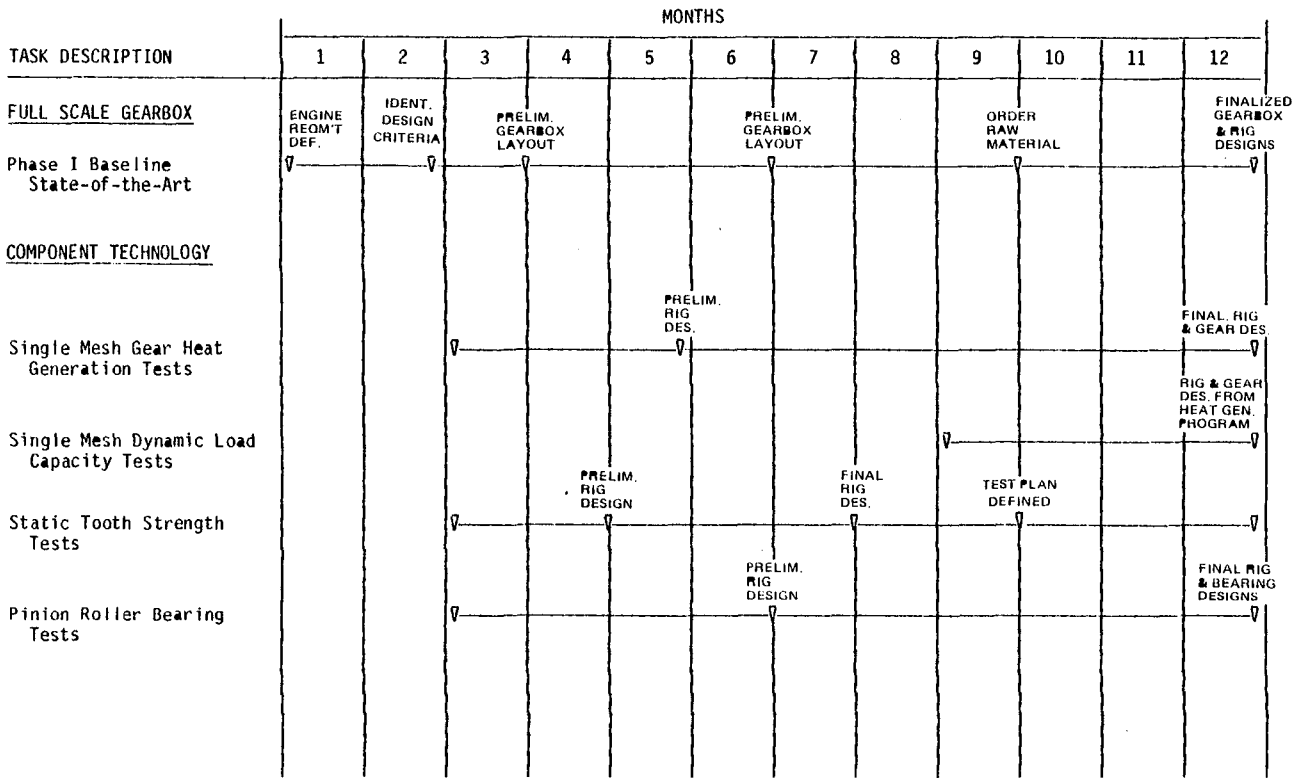 MONTHS
TASK DESCRIPTION
1 2 3 4 5 6 7 8 9 10 11 12
FULL SCALE GEARBOX
ENGINE
REOM'T
DEF.
IDENT.
DESIGN
CRITERIA
PRELIM.
GEARBOX
LAYOUT
PRELIM.
GEARBOX
LAYOUT
ORDER
RAW
MATERIAL
FINALIZED
GEARBOX
& RIG
DESIGNS
Phase I Baseline
State-of-the-Art
COMPONENT TECHNOLOGY
PRELIM.
RIG
DES.
FINAL. RIG
& GEAR DES.
Single Mesh Gear Heat
Generation Tests
RIG & GEAR
DES. FROM
HEAT GEN.
PROGRAM
Single Mesh Dynamic Load
Capacity Tests
PRELIM.
RIG
DESIGN
FINAL
RIG
DES.
TEST PLAN
DEFINED
Static Tooth Strength
Tests
PRELIM.
RIG
DESIGN
FINAL RIG
& BEARING
DESIGNS
Pinion Roller Bearing
Tests